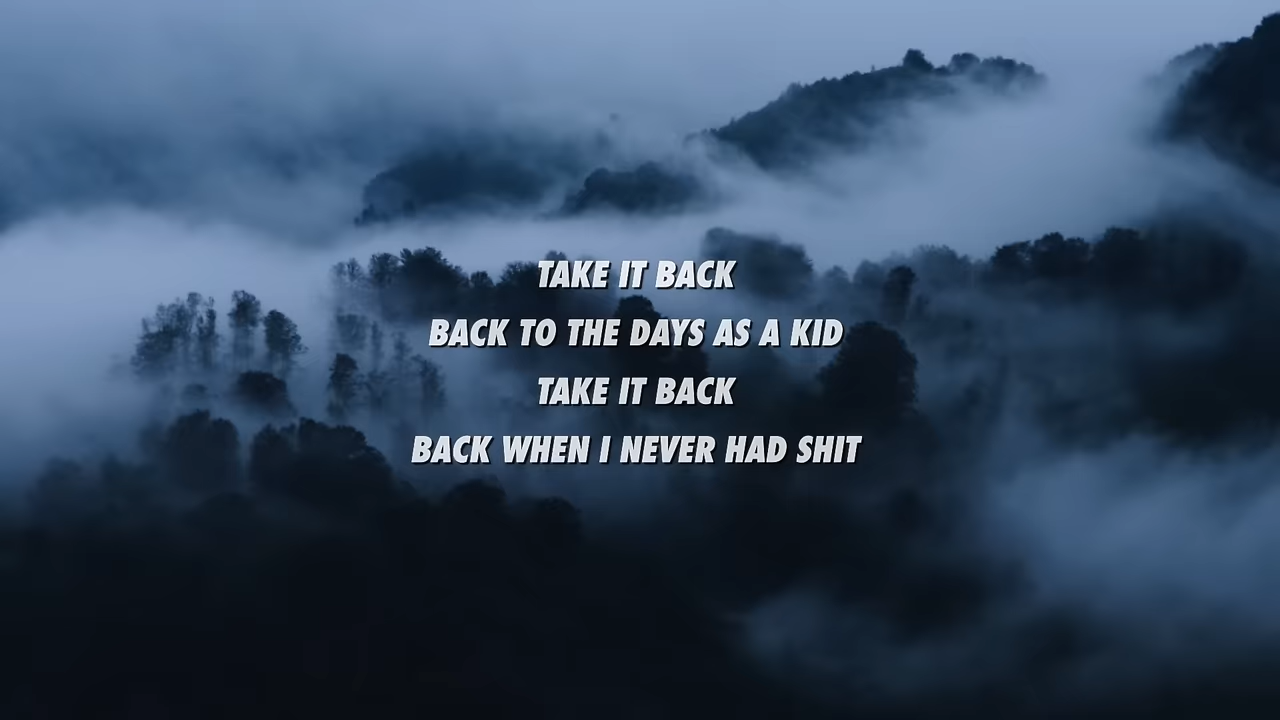 TAKE IT BACK
BACK TO THE DAYS AS A KID
TAKE IT BACK
BACK WHEN I NEVER HAD SHIT